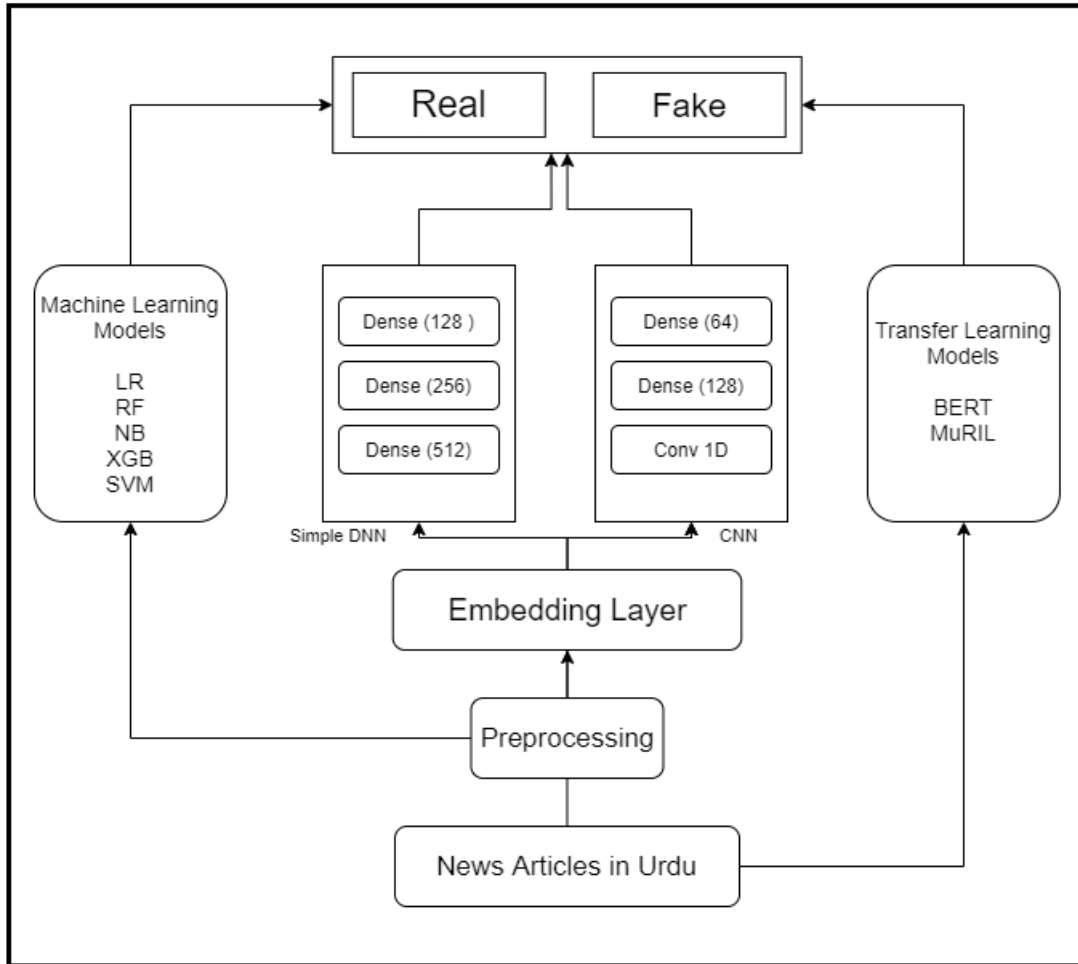 Real
Fake
Machine Learning
Models
LR
RF
NB
XGB
SVM
Dense (128 )
Dense (256)
Dense (512)
Simple DNN
Dense (64)
Dense (128)
Conv 1D
CNN
Transfer Learning
Models
BERT
MuRIL
Embedding Layer
Preprocessing
News Articles in Urdu